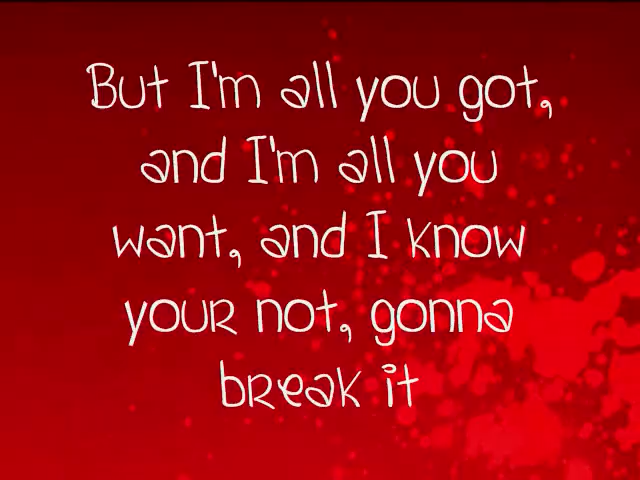 But I'm all you got,
and I'm all you
want, and I know
your not, gonna
break it